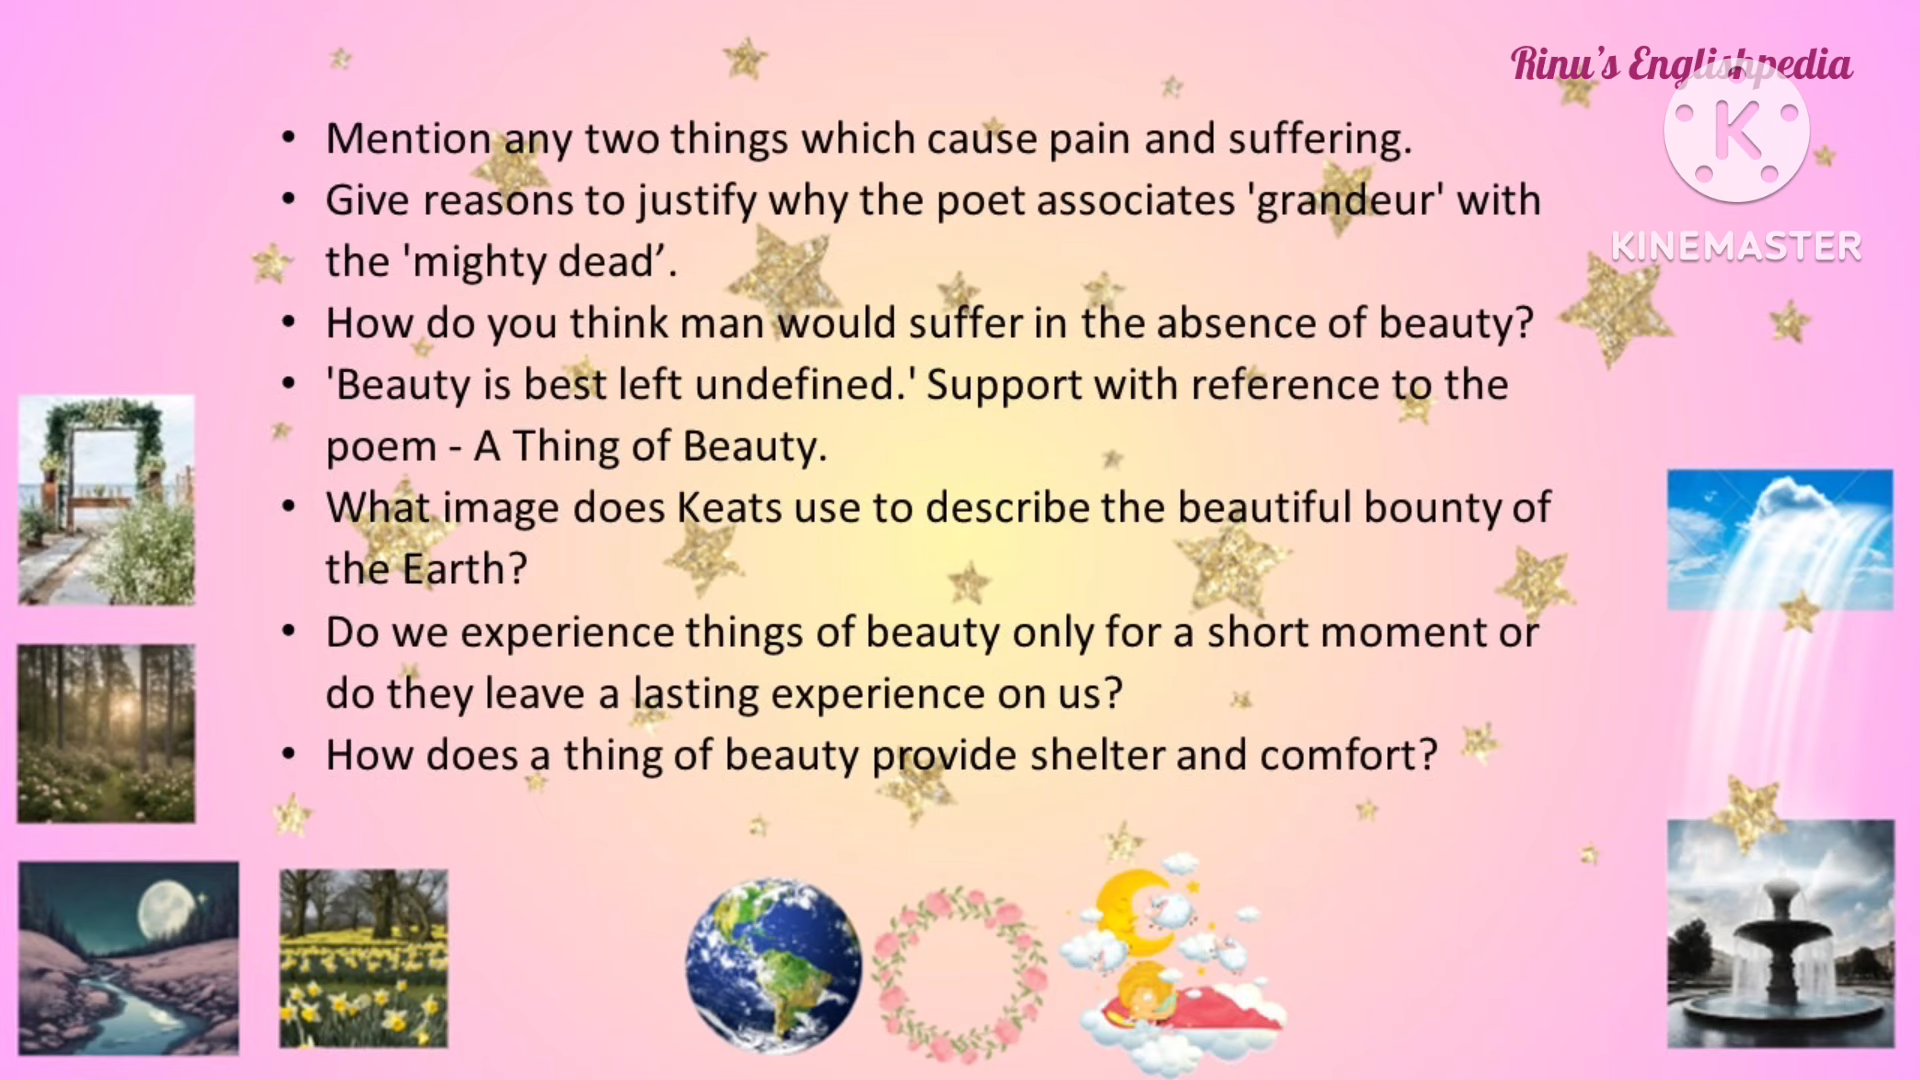 Rinu's Englishpedia
K
KINEMASTER
• Mention any two things which cause pain and suffering.
• Give reasons to justify why the poet associates 'grandeur' with
the 'mighty dead’.
• How do you think man would suffer in the absence of beauty?
• 'Beauty is best left undefined.' Support with reference to the
poem - A Thing of Beauty.
• What image does Keats use to describe the beautiful bounty of
the Earth?
• Do we experience things of beauty only for a short moment or
do they leave a lasting experience on us?
• How does a thing of beauty provide shelter and comfort?